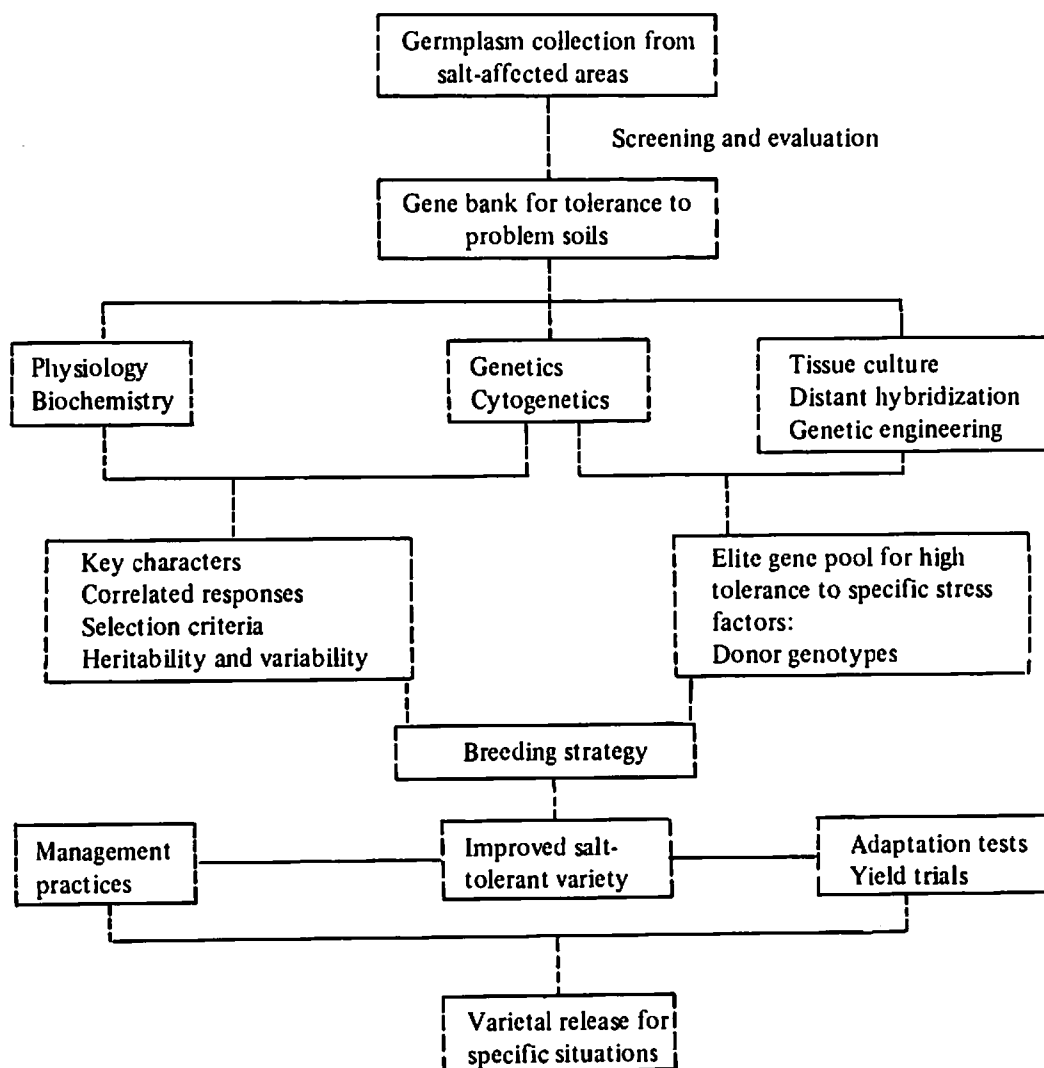 Germplasm collection from
salt-affected areas
Screening and evaluation
Gene bank for tolerance to
problem soils
Physiology
Biochemistry
Genetics
Cytogenetics
Tissue culture
Distant hybridization
Genetic engineering
Key characters
Correlated responses
Selection criteria
Heritability and variability
Elite gene pool for high
tolerance to specific stress
factors:
Donor genotypes
Breeding strategy
Management
practices
Improved salt-
tolerant variety
Adaptation tests
Yield trials
Varietal release for
specific situations